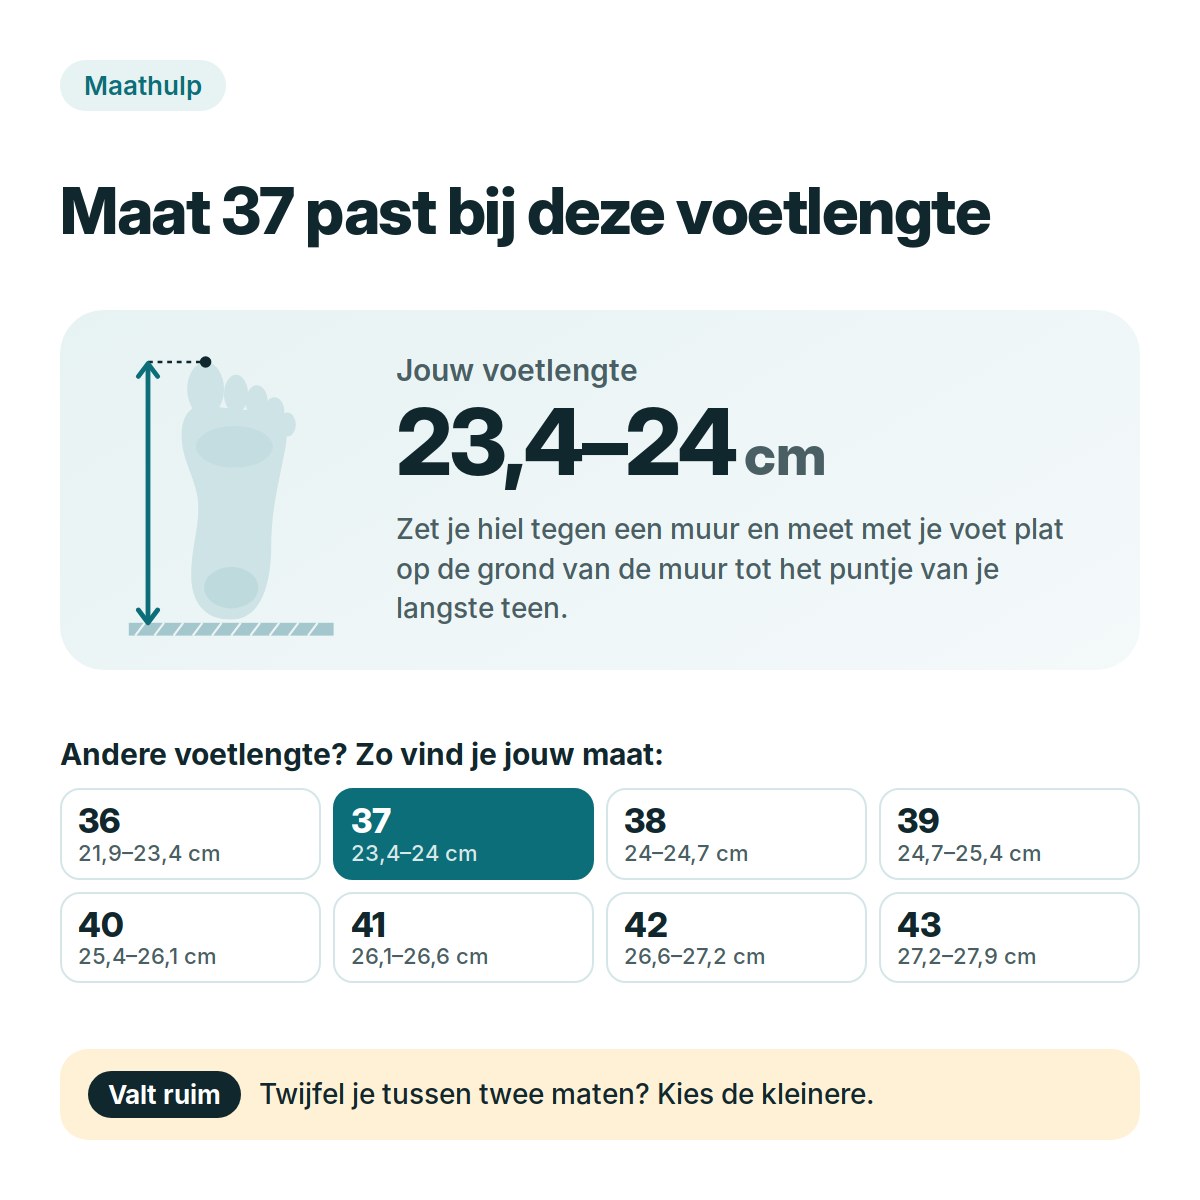 Maathulp
Maat 37 past bij deze voetlengte
Jouw voetlengte
23,4–24 cm
Zet je hiel tegen een muur en meet met je voet plat
op de grond van de muur tot het puntje van je
langste teen.
Andere voetlengte? Zo vind je jouw maat:
36
21,9–23,4 cm
37
23,4–24 cm
38
24–24,7 cm
39
24,7–25,4 cm
40
25,4–26,1 cm
41
26,1–26,6 cm
42
26,6–27,2 cm
43
27,2–27,9 cm
Valt ruim Twijfel je tussen twee maten? Kies de kleinere.